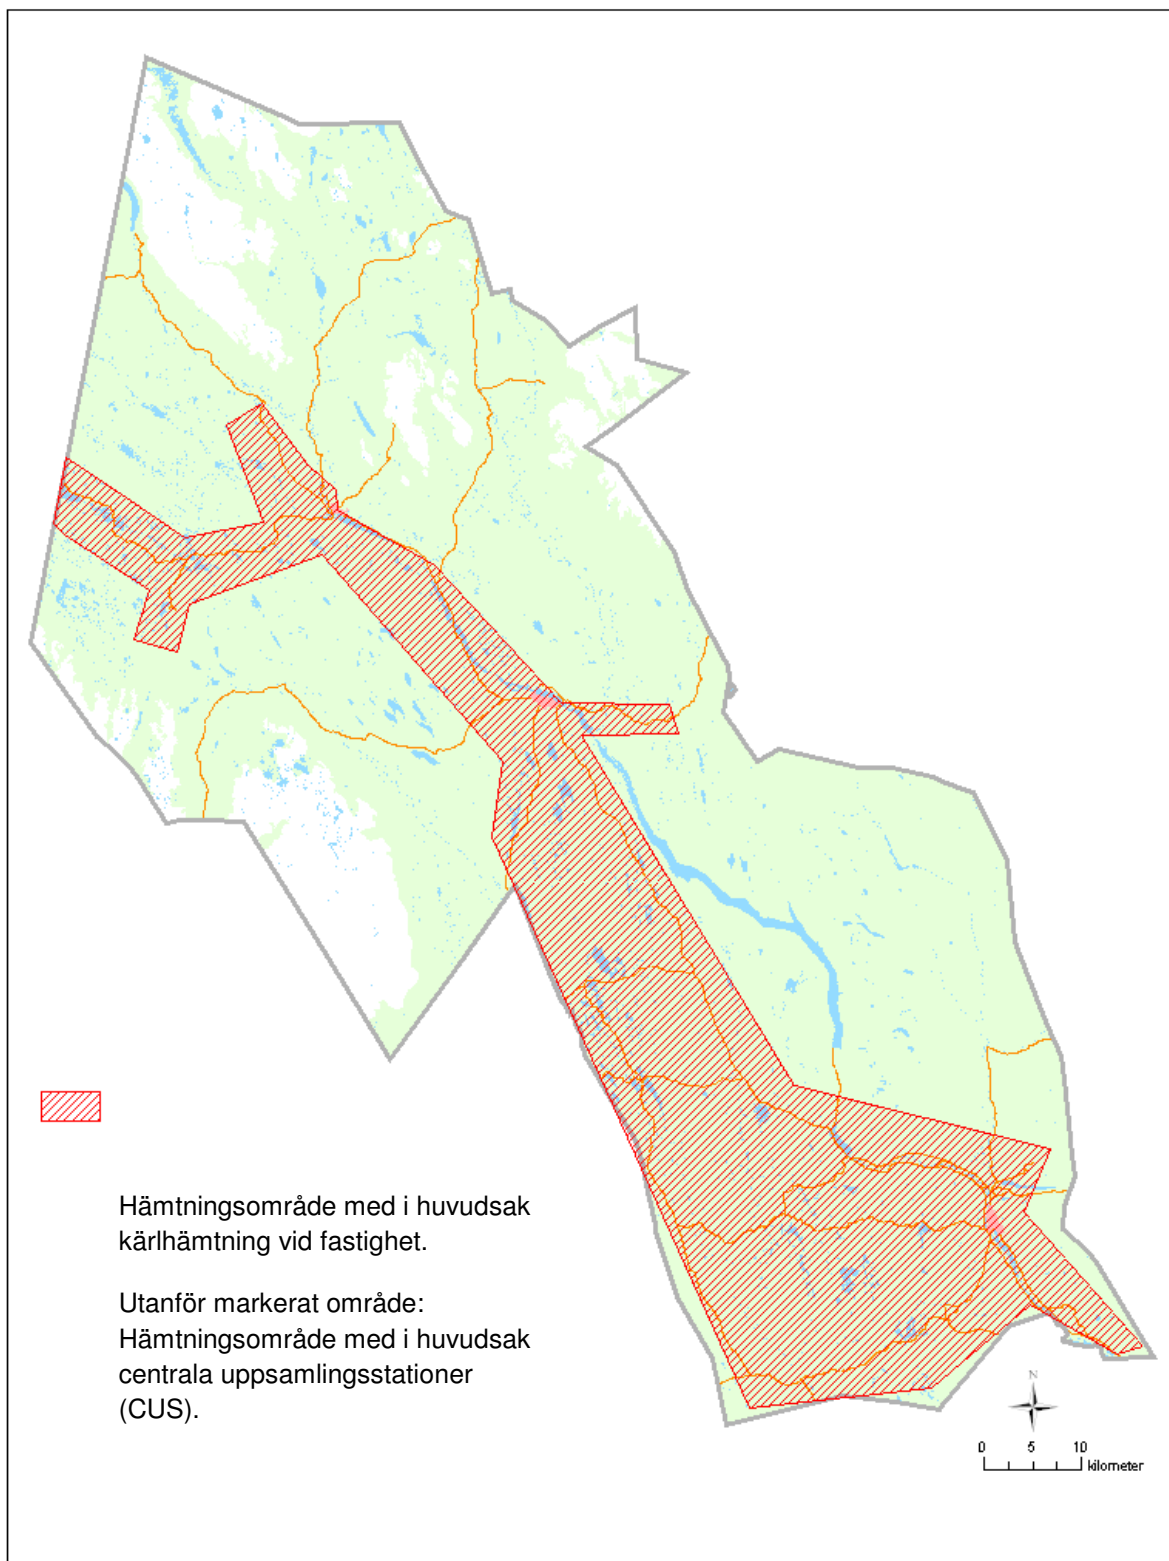 Hämtningsområde med i huvudsak
kärlhämtning vid fastighet.
Utanför markerat område:
Hämtningsområde med i huvudsak
centrala uppsamlingsstationer
(CUS).
N
0 5 10
kilometer